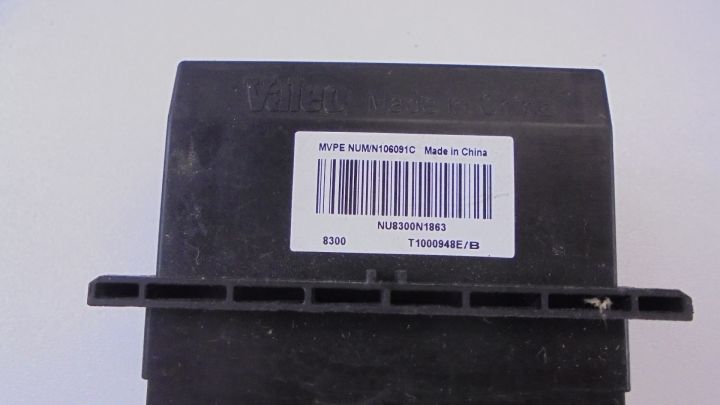 Valeo Made in China
MVPE NUM/N106091C Made in China
NU8300N1863
8300 T1000948E/B